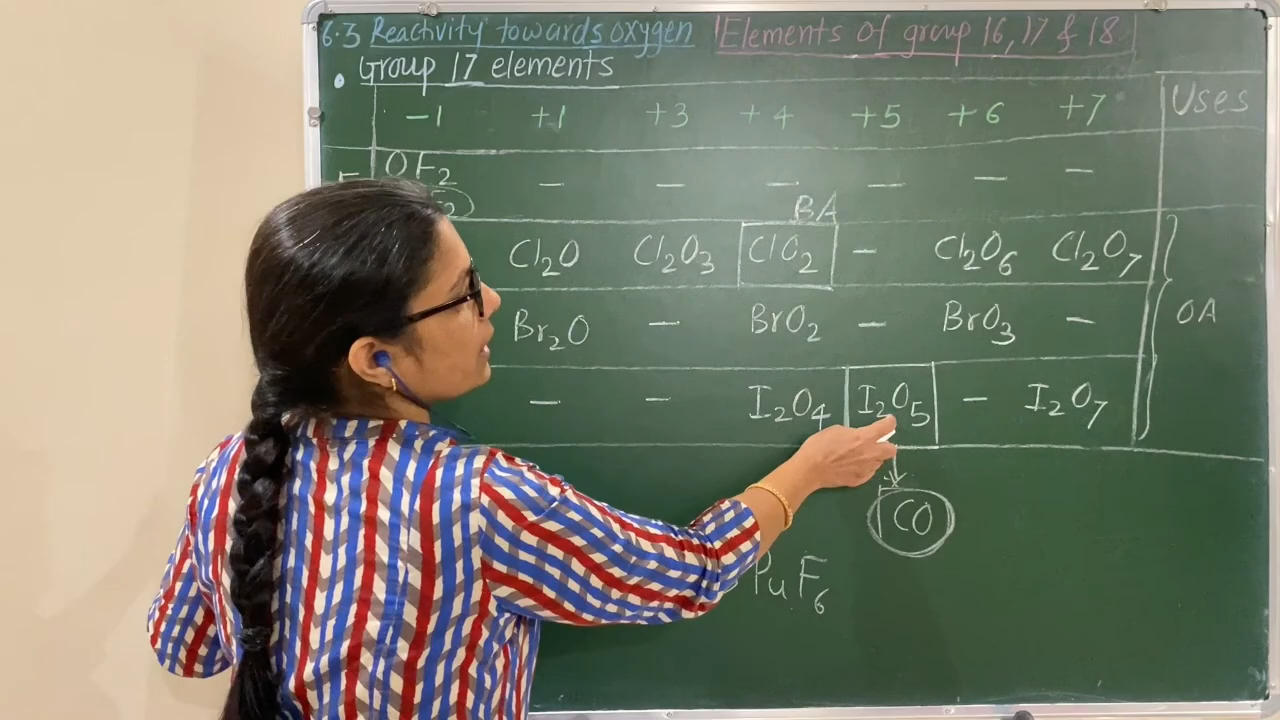 6.3 Reactivity towards oxygen Elements of group 16, 17 & 18
• Group 17 elements
-1 +1 +3 +4 +5 +6 +7 Uses
OF2 - - - - - -
BA
Cl2O Cl2O3 ClO2 - Cl2O6 Cl2O7
Br2O - BrO2 - BrO3 - OA
- - I2O4 I2O5 - I2O7
CO
PuF6